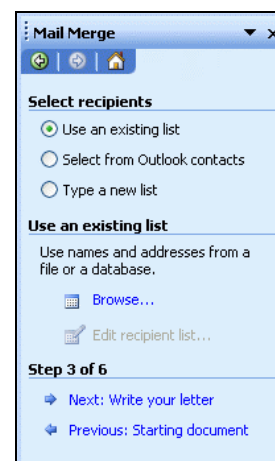 Mail Merge
Select recipients
Use an existing list
Select from Outlook contacts
Type a new list
Use an existing list
Use names and addresses from a
file or a database.
Browse...
Edit recipient list...
Step 3 of 6
Next: Write your letter
Previous: Starting document